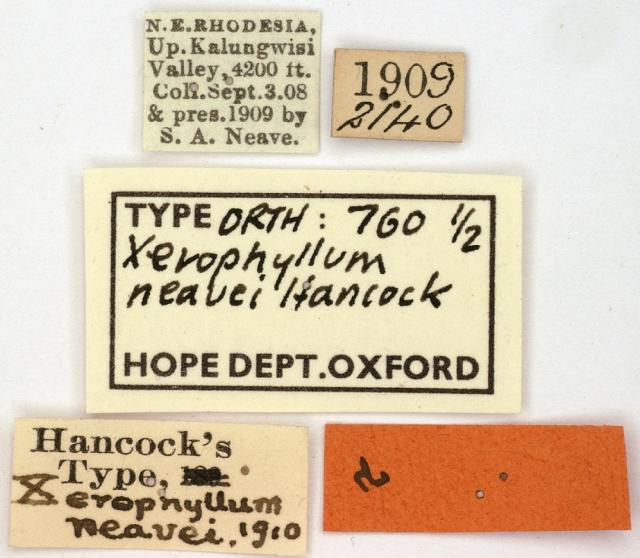 N.E.RHODESIA,
Up.Kalungwisi
Valley, 4200 ft.
Coll.Sept.3.08
& pres.1909 by
S. A. Neave.
1909
2140
TYPE ORTH : 760 1/2
Xerophyllum
neavei Hancock
HOPE DEPT.OXFORD
Hancock's
Type,
Xerophyllum
Neavei, 1910